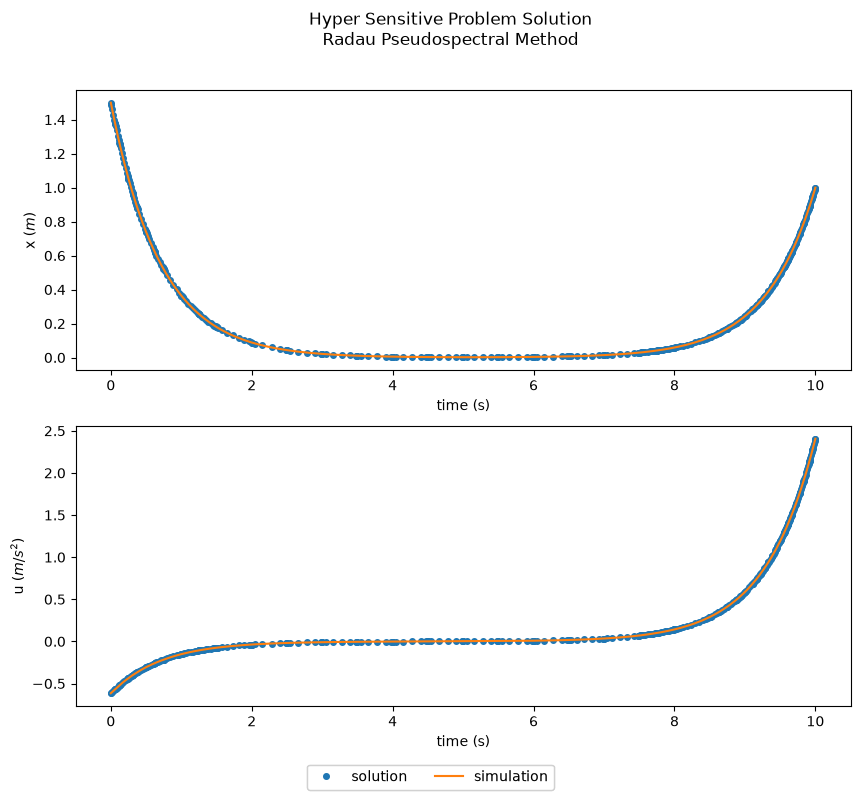 Hyper Sensitive Problem Solution
Radau Pseudospectral Method
1.4
1.2
1.0
0.8
0.6
0.4
0.2
0.0
x (m)
0 2 4 6 8 10
time (s)
2.5
2.0
1.5
1.0
0.5
0.0
−0.5
u (m/s²)
0 2 4 6 8 10
time (s)
solution simulation